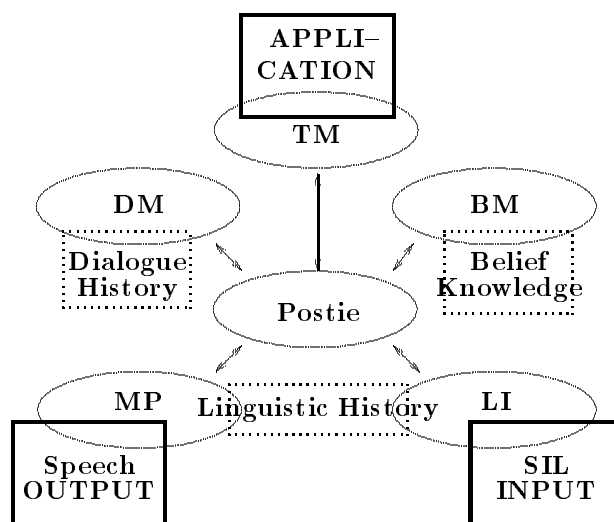 APPLI–
CATION
TM
DM
BM
Dialogue
History
Belief
Knowledge
Postie
MP
Linguistic History
LI
Speech
OUTPUT
SIL
INPUT